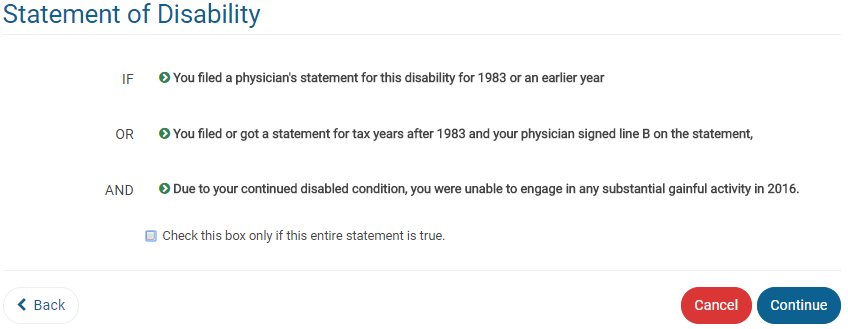 Statement of Disability
IF You filed a physician's statement for this disability for 1983 or an earlier year
OR You filed or got a statement for tax years after 1983 and your physician signed line B on the statement,
AND Due to your continued disabled condition, you were unable to engage in any substantial gainful activity in 2016.
Check this box only if this entire statement is true.
Back Cancel Continue